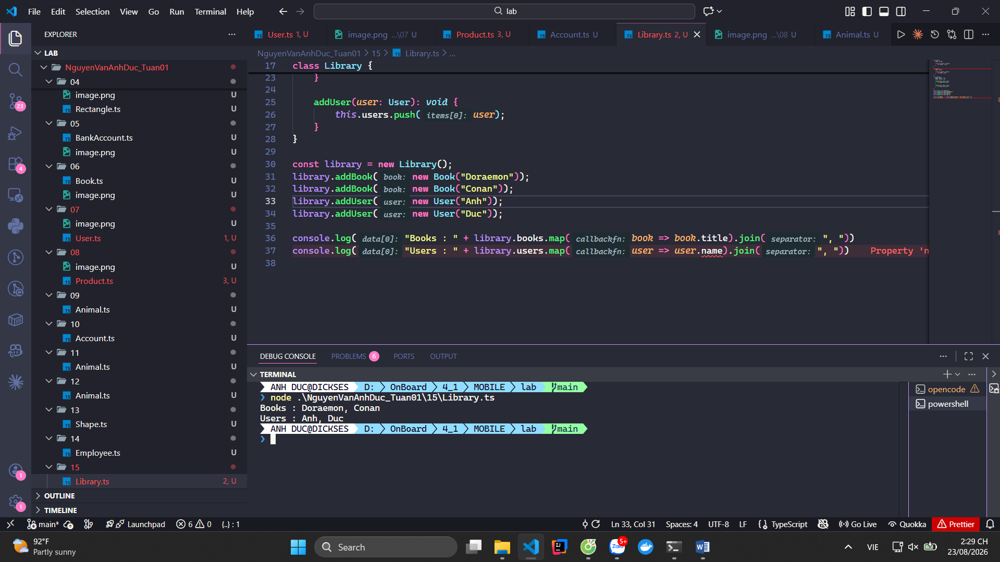 File Edit Selection View Go Run Terminal Help
lab
EXPLORER
User.ts 1, U
image.png ...\07 U
Product.ts 3, U
Account.ts U
Library.ts 2, U
image.png ...\08 U
Animal.ts U
LAB
NguyenVanAnhDuc_Tuan01
04
image.png U
Rectangle.ts U
05
BankAccount.ts U
image.png U
06
Book.ts U
image.png U
07
image.png U
User.ts 1, U
08
image.png U
Product.ts 3, U
09
Animal.ts U
10
Account.ts U
11
Animal.ts U
12
Animal.ts U
13
Shape.ts U
14
Employee.ts U
15
Library.ts 2, U
OUTLINE
TIMELINE
23
4
1
1
NguyenVanAnhDuc_Tuan01 > 15 > Library.ts > ...
17 class Library {
23 }
24
25 addUser(user: User): void {
26 this.users.push( items[0]: user);
27 }
28 }
29
30 const library = new Library();
31 library.addBook( book: new Book("Doraemon"));
32 library.addBook( book: new Book("Conan"));
33 library.addUser( user: new User("Anh"));
34 library.addUser( user: new User("Duc"));
35
36 console.log( data[0]: "Books : " + library.books.map( callbackfn: book => book.title).join( separator: ", "))
37 console.log( data[0]: "Users : " + library.users.map( callbackfn: user => user.name).join( separator: ", ")) Property 'n
38
DEBUG CONSOLE PROBLEMS 6 PORTS OUTPUT
TERMINAL
ANH DUC@DICKSES D: OnBoard 4_1 MOBILE lab main
❯ node .\NguyenVanAnhDuc_Tuan01\15\Library.ts
Books : Doraemon, Conan
Users : Anh, Duc
ANH DUC@DICKSES D: OnBoard 4_1 MOBILE lab main
❯
opencode
powershell
main* Launchpad 6 0 {..} : 1
Ln 33, Col 31 Spaces: 4 UTF-8 LF {} TypeScript Go Live Quokka Prettier
92°F
Partly sunny
Search
Zalo 5+
VIE
2:29 CH
23/08/2026